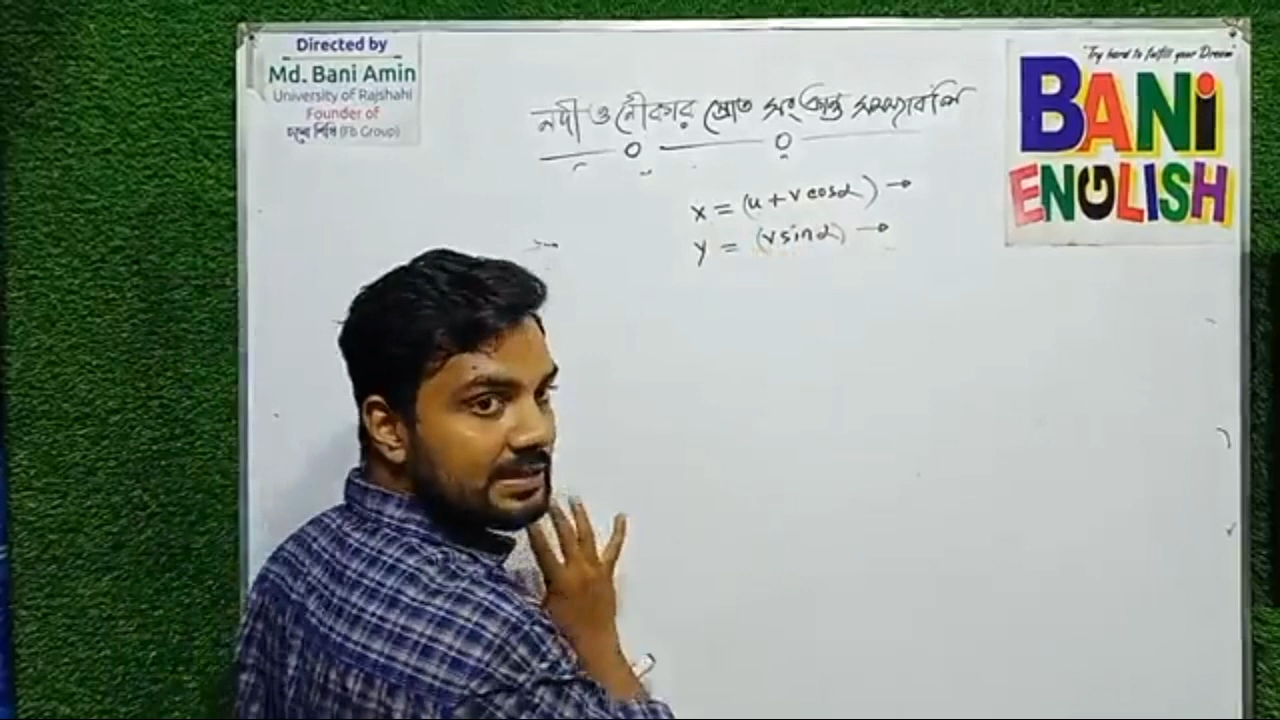 Directed by
Md. Bani Amin
University of Rajshahi
Founder of
চলো শিখি (FB Group)
নদী ও নৌকার স্রোত সংক্রান্ত সমস্যাবলি
x = (u + v cosα) →
y = (v sinα) →
"Try hard to fulfill your Dream"
BANi
ENGLISH